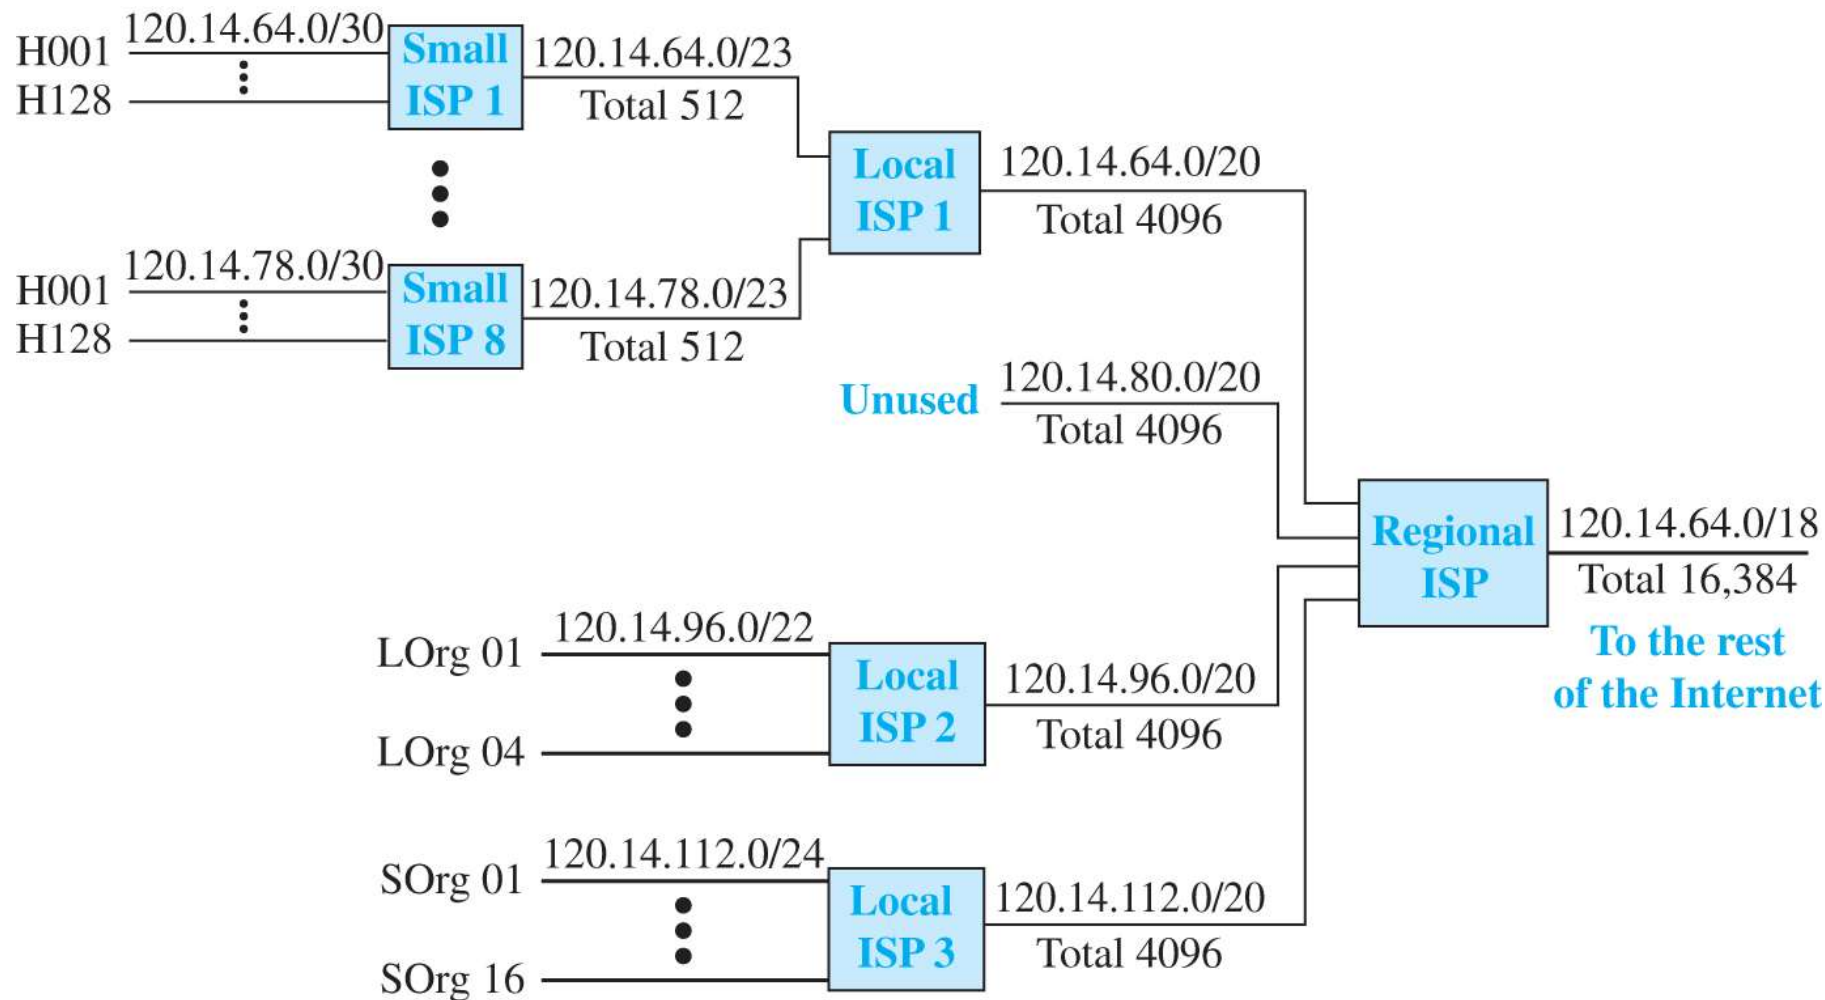 120.14.64.0/30
H001
H128
Small
ISP 1
120.14.64.0/23
Total 512
120.14.78.0/30
H001
H128
Small
ISP 8
120.14.78.0/23
Total 512
Local
ISP 1
120.14.64.0/20
Total 4096
Unused
120.14.80.0/20
Total 4096
Regional
ISP
120.14.64.0/18
Total 16,384
To the rest
of the Internet
LOrg 01
120.14.96.0/22
LOrg 04
Local
ISP 2
120.14.96.0/20
Total 4096
SOrg 01
120.14.112.0/24
SOrg 16
Local
ISP 3
120.14.112.0/20
Total 4096